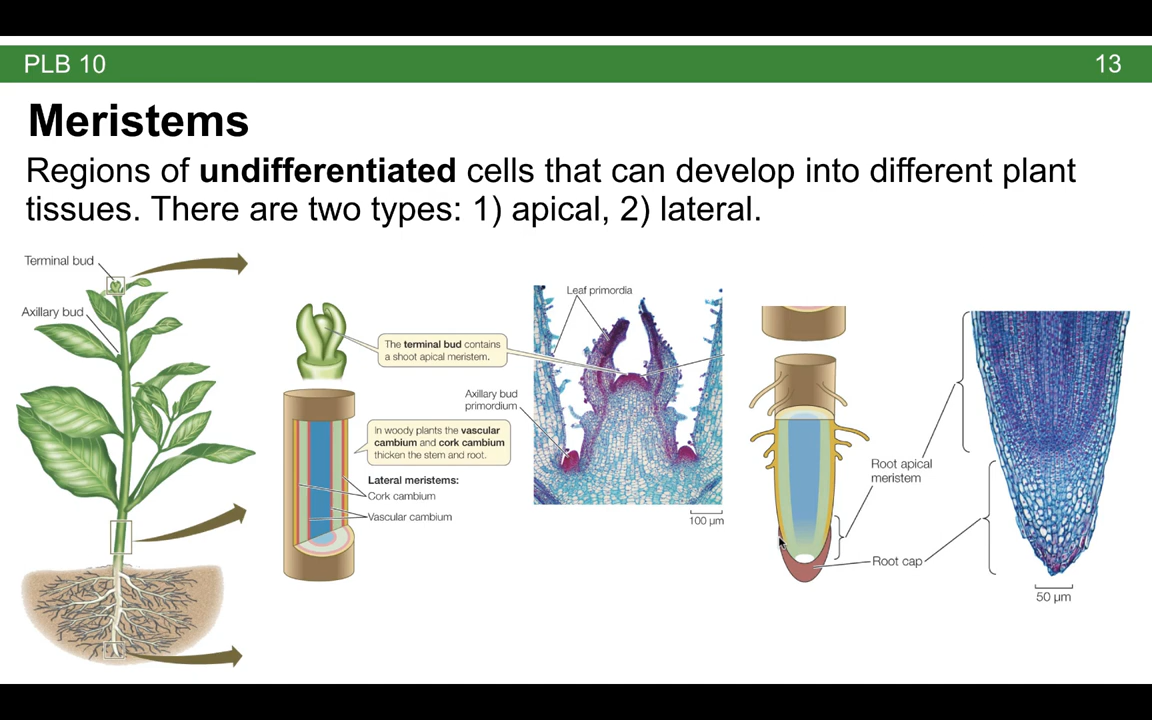 PLB 10
13
Meristems
Regions of undifferentiated cells that can develop into different plant
tissues. There are two types: 1) apical, 2) lateral.
Terminal bud
Axillary bud
The terminal bud contains
a shoot apical meristem.
In woody plants the vascular
cambium and cork cambium
thicken the stem and root.
Lateral meristems:
Cork cambium
Vascular cambium
Leaf primordia
Axillary bud
primordium
100 µm
Root apical
meristem
Root cap
50 µm